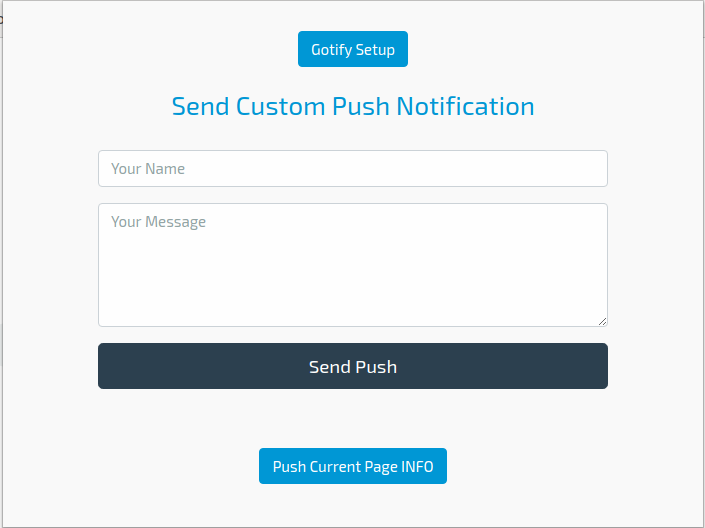 Gotify Setup
Send Custom Push Notification
Your Name
Your Message
Send Push
Push Current Page INFO